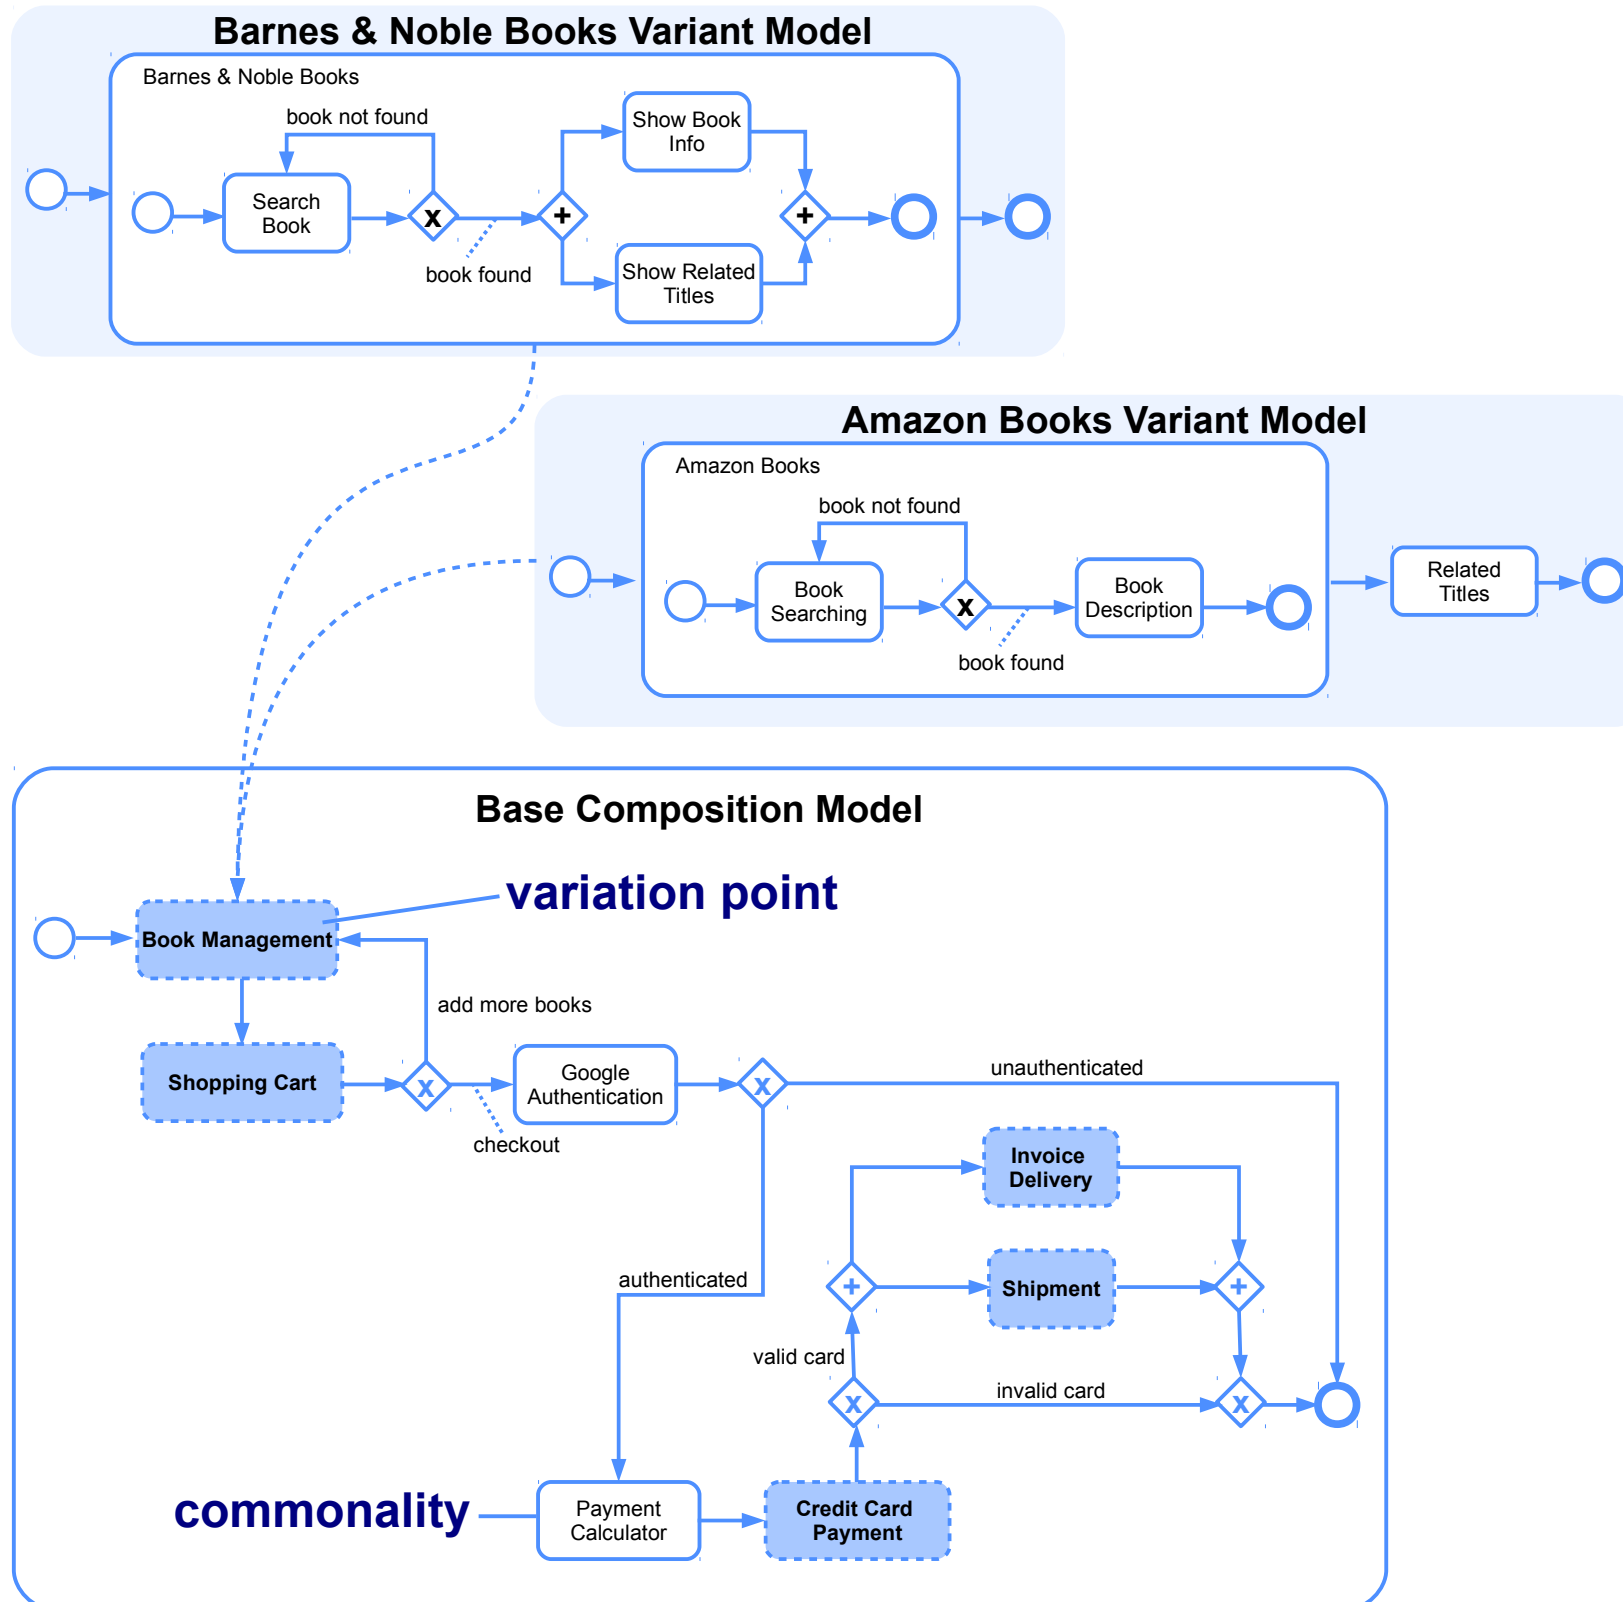 Barnes & Noble Books Variant Model
Barnes & Noble Books
book not found
Show Book
Info
Search
Book
x
+
+
book found
Show Related
Titles
Amazon Books Variant Model
Amazon Books
book not found
Book
Searching
x
Book
Description
Related
Titles
book found
Base Composition Model
variation point
Book Management
add more books
Shopping Cart
x
Google
Authentication
x
unauthenticated
checkout
Invoice
Delivery
authenticated
+
Shipment
+
valid card
x
invalid card
x
commonality
Payment
Calculator
Credit Card
Payment